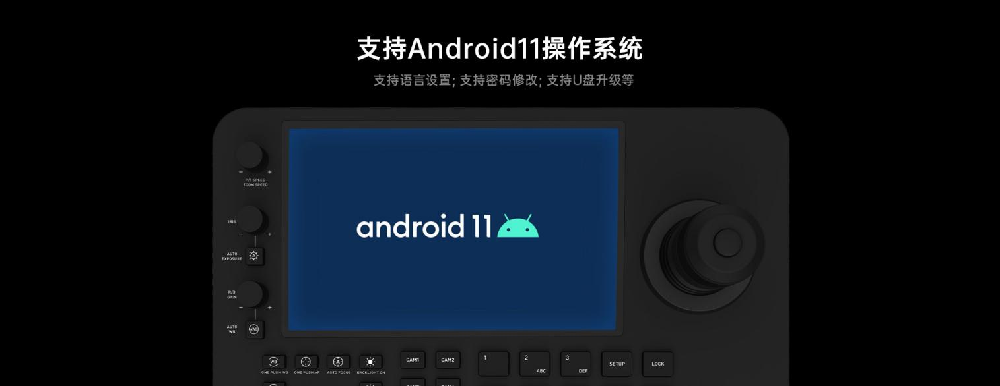 支持Android11操作系统
支持语言设置; 支持密码修改; 支持U盘升级等
android 11
− +
P/T SPEED
ZOOM SPEED
IRIS
− +
AUTO
EXPOSURE
A
R/B
GAIN
− +
AUTO
WB
AWB
WB
ONE PUSH WB
ONE PUSH AF
A
AUTO FOCUS
BACKLIGHT ON
CAM1
CAM2
1
2
ABC
3
DEF
SETUP
LOCK